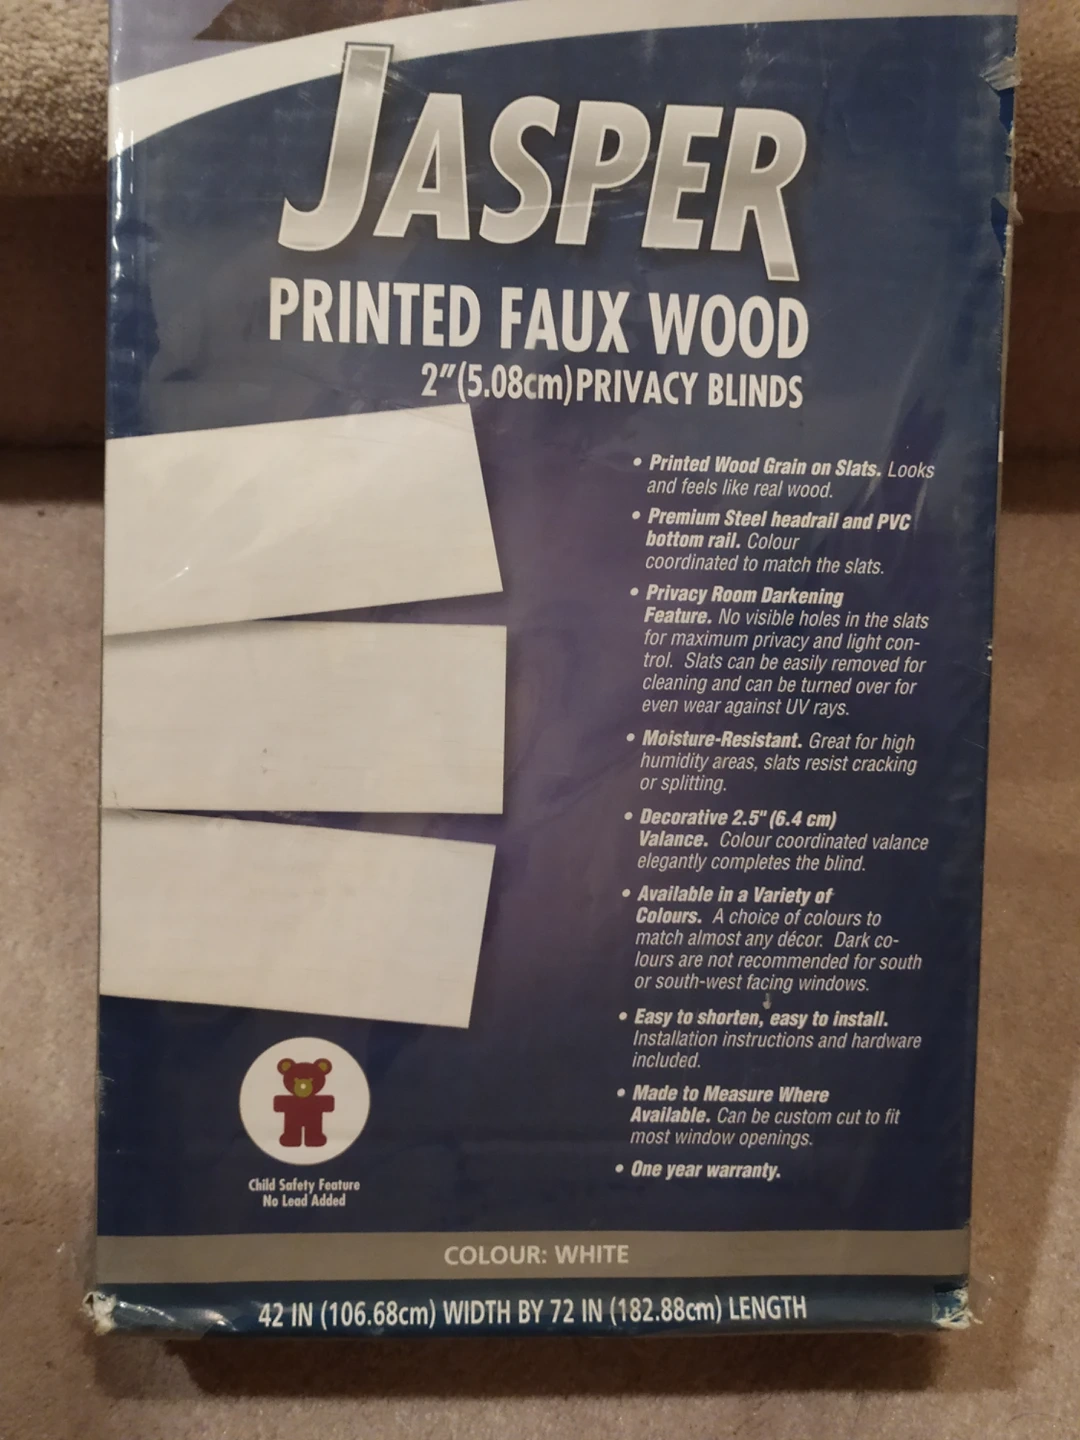 JASPER
PRINTED FAUX WOOD
2"(5.08cm)PRIVACY BLINDS
• Printed Wood Grain on Slats. Looks
and feels like real wood.
• Premium Steel headrail and PVC
bottom rail. Colour
coordinated to match the slats.
• Privacy Room Darkening
Feature. No visible holes in the slats
for maximum privacy and light con-
trol. Slats can be easily removed for
cleaning and can be turned over for
even wear against UV rays.
• Moisture-Resistant. Great for high
humidity areas, slats resist cracking
or splitting.
• Decorative 2.5" (6.4 cm)
Valance. Colour coordinated valance
elegantly completes the blind.
• Available in a Variety of
Colours. A choice of colours to
match almost any décor. Dark co-
lours are not recommended for south
or south-west facing windows.
• Easy to shorten, easy to install.
Installation instructions and hardware
included.
• Made to Measure Where
Available. Can be custom cut to fit
most window openings.
• One year warranty.
Child Safety Feature
No Lead Added
COLOUR: WHITE
42 IN (106.68cm) WIDTH BY 72 IN (182.88cm) LENGTH